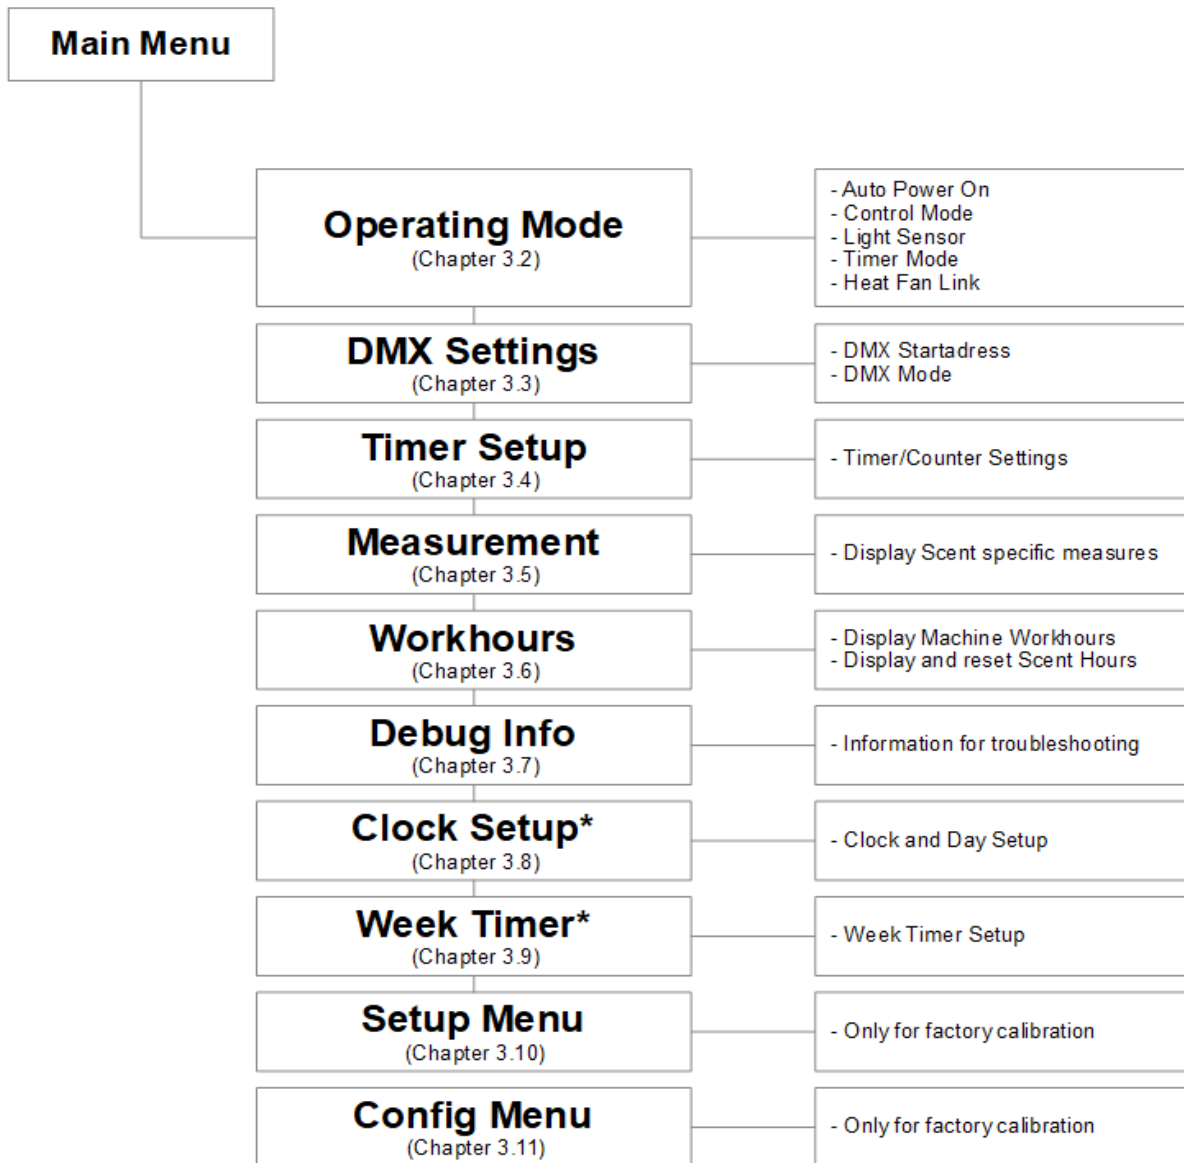 Main Menu
Operating Mode
(Chapter 3.2)
- Auto Power On
- Control Mode
- Light Sensor
- Timer Mode
- Heat Fan Link
DMX Settings
(Chapter 3.3)
- DMX Startadress
- DMX Mode
Timer Setup
(Chapter 3.4)
- Timer/Counter Settings
Measurement
(Chapter 3.5)
- Display Scent specific measures
Workhours
(Chapter 3.6)
- Display Machine Workhours
- Display and reset Scent Hours
Debug Info
(Chapter 3.7)
- Information for troubleshooting
Clock Setup*
(Chapter 3.8)
- Clock and Day Setup
Week Timer*
(Chapter 3.9)
- Week Timer Setup
Setup Menu
(Chapter 3.10)
- Only for factory calibration
Config Menu
(Chapter 3.11)
- Only for factory calibration